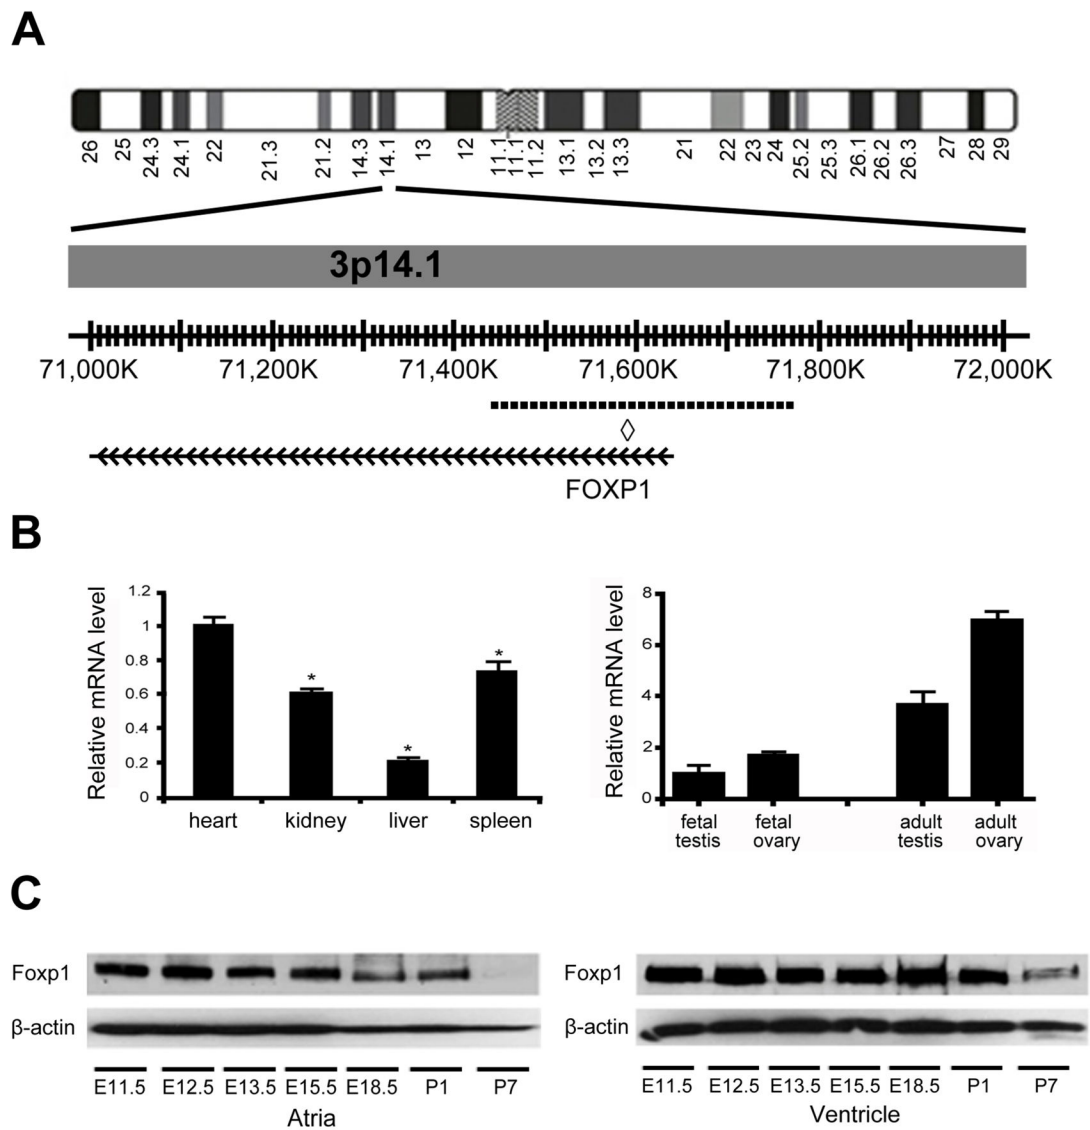 A
26 25 24.3 24.1 22 21.3 21.2 14.3 14.1 13 12 11.1 11.1 11.2 13.1 13.2 13.3 21 22 23 24 25.2 25.3 26.1 26.2 26.3 27 28 29
3p14.1
71,000K 71,200K 71,400K 71,600K 71,800K 72,000K
FOXP1
B
Relative mRNA level
1.2
1
0.8
0.6
0.4
0.2
0
* * *
heart kidney liver spleen
Relative mRNA level
8
6
4
2
0
fetal testis
fetal ovary
adult testis
adult ovary
C
Foxp1
β-actin
E11.5 E12.5 E13.5 E15.5 E18.5 P1 P7
Atria
Foxp1
β-actin
E11.5 E12.5 E13.5 E15.5 E18.5 P1 P7
Ventricle